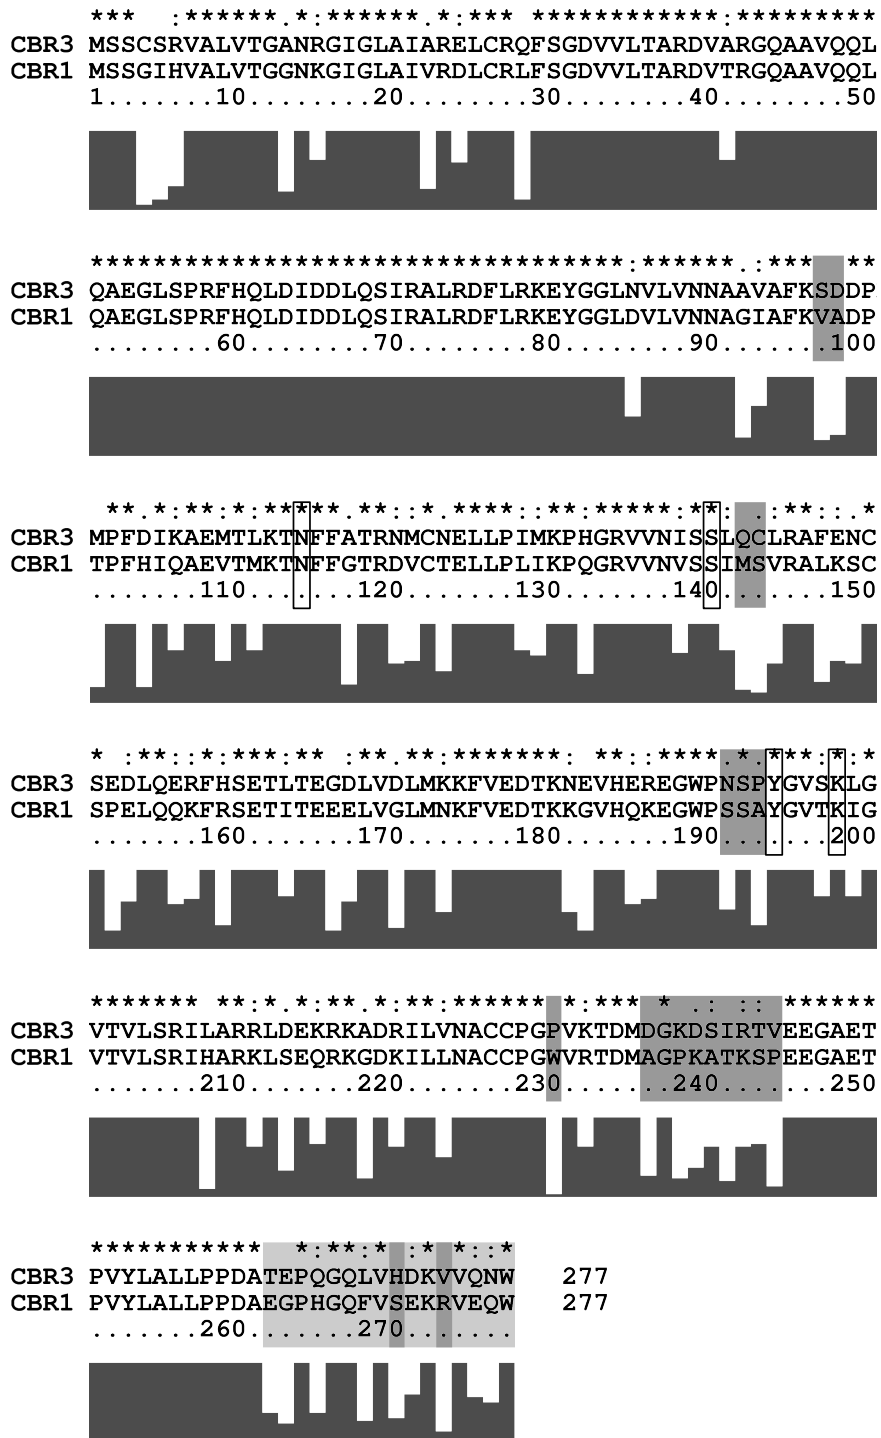 ***  :******.*:******.*:*** ************:*********
CBR3 MSSCSRVALVTGANRGIGLAIARELCRQFSGDVVLTARDVARGQAAVQQL
CBR1 MSSGIHVALVTGGNKGIGLAIVRDLCRLFSGDVVLTARDVTRGQAAVQQL
1.......10........20........30........40........50
**********************************:******.:***  **
CBR3 QAEGLSPRFHQLDIDDLQSIRALRDFLRKEYGGLNVLVNNAAVAFKSDDP
CBR1 QAEGLSPRFHQLDIDDLQSIRALRDFLRKEYGGLDVLVNNAGIAFKVADP
........60........70........80........90.......100
 **.*:**:*:*****.**::*.****::**:*****:**: .:**::.*
CBR3 MPFDIKAEMTLKTNFFATRNMCNELLPIMKPHGRVVNISSLQCLRAFENC
CBR1 TPFHIQAEVTMKTNFFGTRDVCTELLPLIKPQGRVVNVSSIMSVRALKSC
.......110.......120.......130.......140.......150
* :**::*:***:** :**.**:******: **::****.*.***:*:*
CBR3 SEDLQERFHSETLTEGDLVDLMKKFVEDTKNEVHEREGWPNSPYGVSKLG
CBR1 SPELQQKFRSETITEEELVGLMNKFVEDTKKGVHQKEGWPSSAYGVTKIG
.......160.......170.......180.......190.......200
******* **:*.*:**.*:**:****** *:*** * .: :: ******
CBR3 VTVLSRILARRLDEKRKADRILVNACCPGPVKTDMDGKDSIRTVEEGAET
CBR1 VTVLSRIHARKLSEQRKGDKILLNACCPGWVRTDMAGPKATKSPEEGAET
.......210.......220.......230.......240.......250
***********  *:**:* :* *::*
CBR3 PVYLALLPPDATEPQGQLVHDKVVQNW 277
CBR1 PVYLALLPPDAEGPHGQFVSEKRVEQW 277
.......260.......270.......